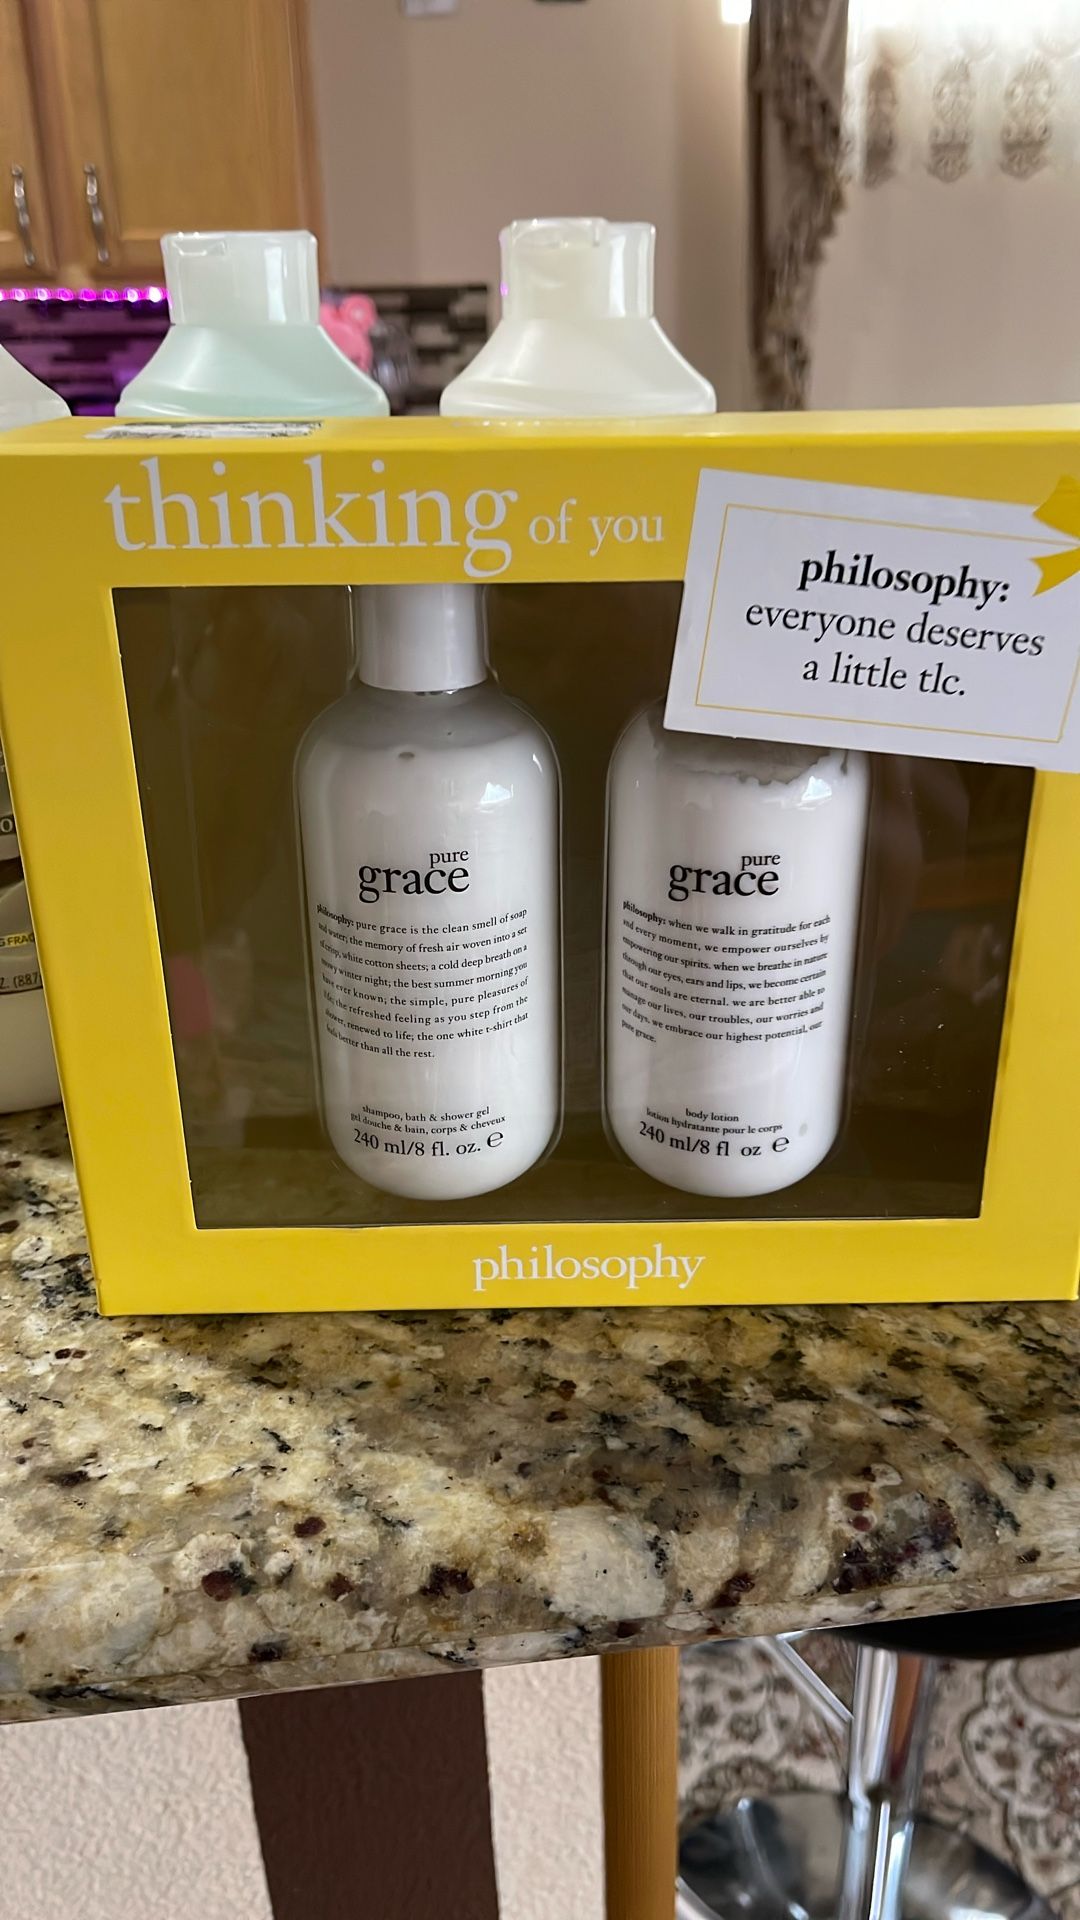 thinking of you
philosophy:
everyone deserves
a little tlc.
pure
grace
philosophy: pure grace is the clean smell of soap
and water; the memory of fresh air woven into a set
of crisp, white cotton sheets; a cold deep breath on a
snowy winter night; the best summer morning you
have ever known; the simple, pure pleasures of
life; the refreshed feeling as you step from the
shower, renewed to life; the one white t-shirt that
feels better than all the rest.
shampoo, bath & shower gel
gel douche & bain, corps & cheveux
240 ml/8 fl. oz. e
pure
grace
philosophy: when we walk in gratitude for each
and every moment, we empower ourselves by
empowering our spirits. when we breathe in nature
through our eyes, ears and lips, we become certain
that our souls are eternal. we are better able to
manage our lives, our troubles, our worries and
our days. we embrace our highest potential, our
pure grace.
body lotion
lotion hydratante pour le corps
240 ml/8 fl oz e
philosophy